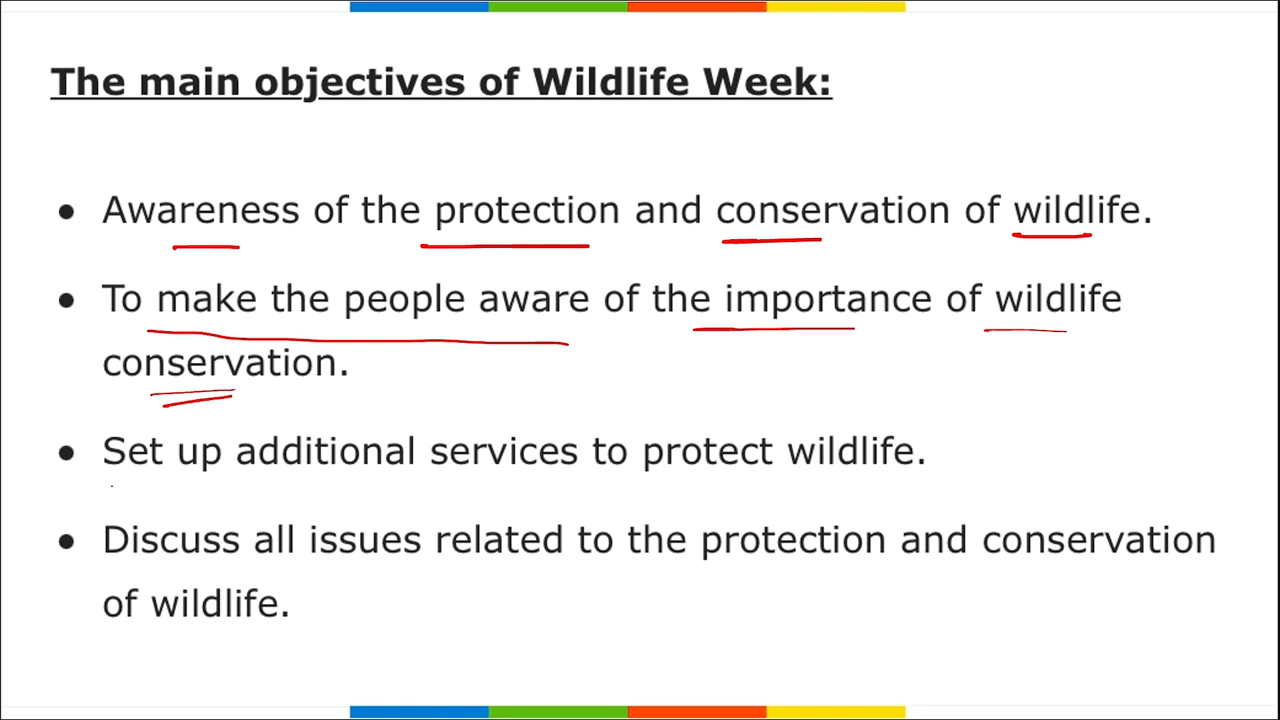 The main objectives of Wildlife Week:
● Awareness of the protection and conservation of wildlife.
● To make the people aware of the importance of wildlife
conservation.
● Set up additional services to protect wildlife.
● Discuss all issues related to the protection and conservation
of wildlife.